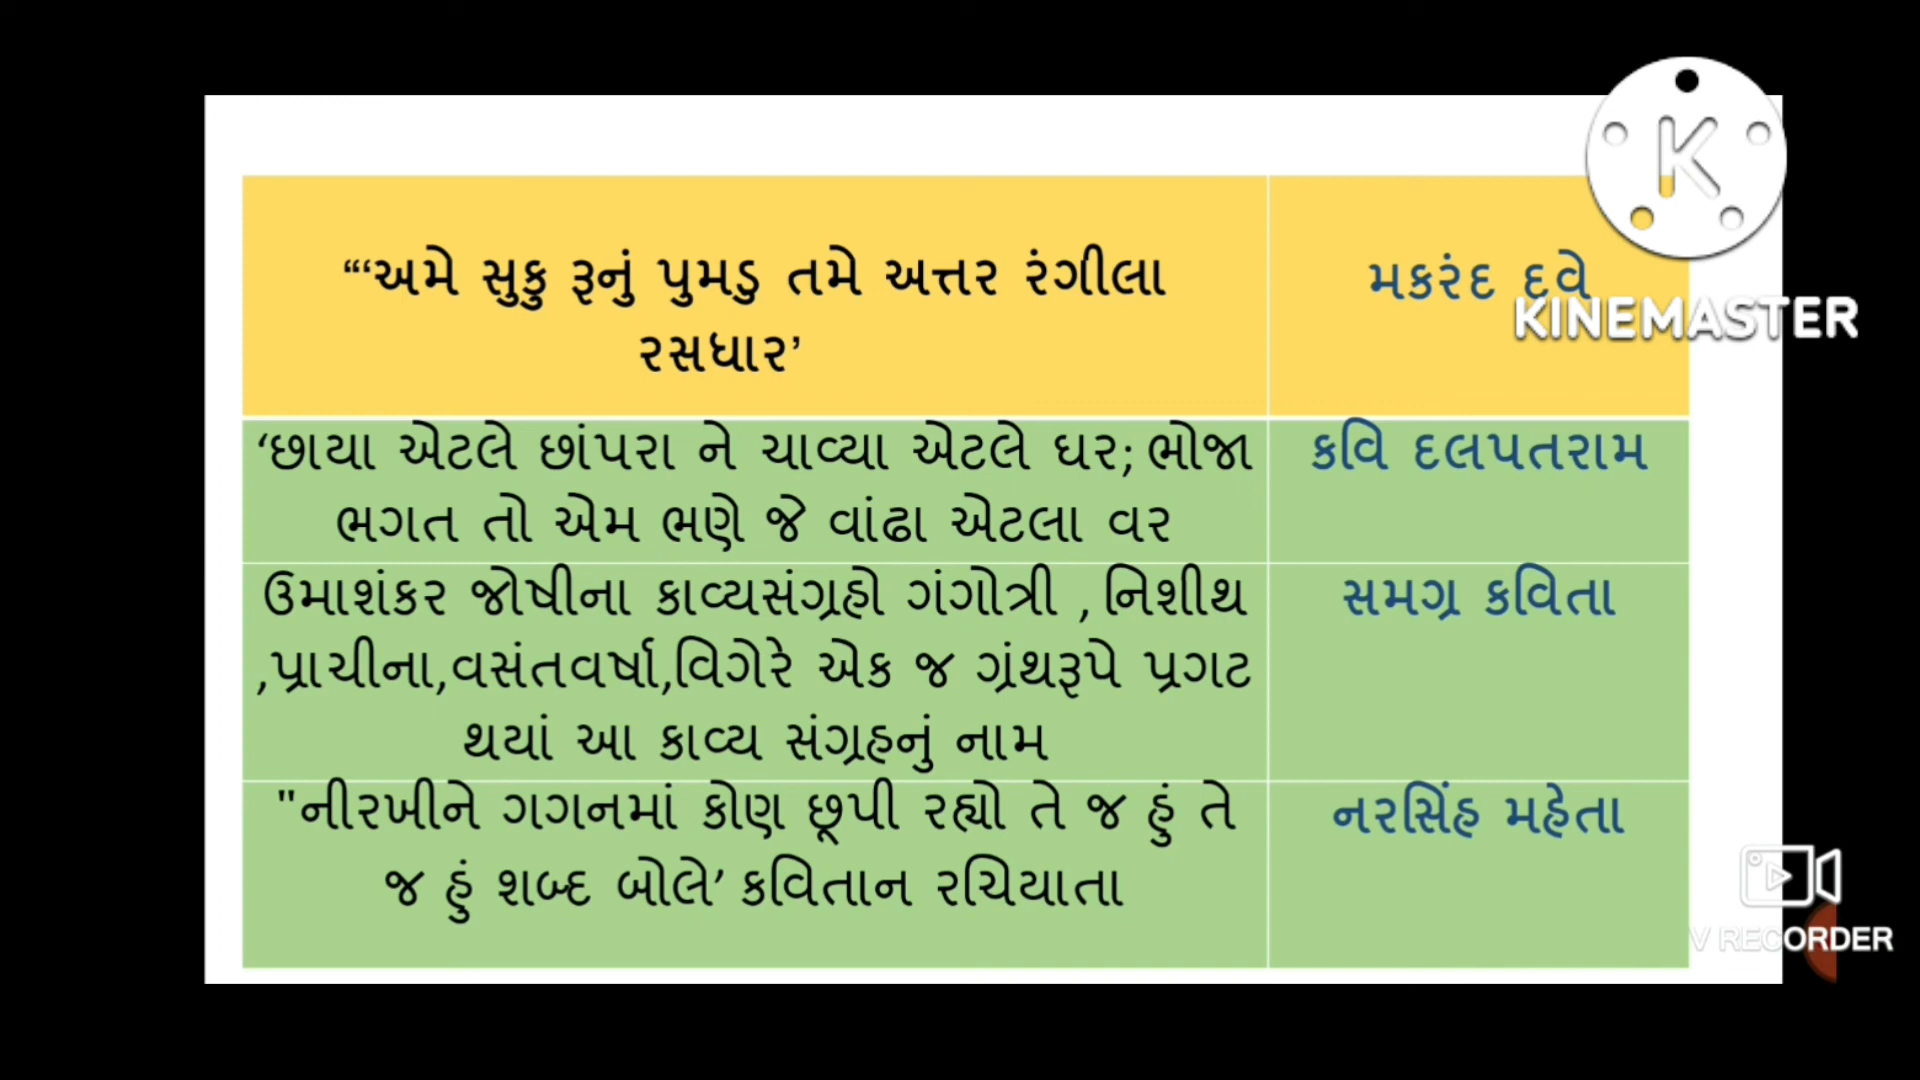 “‘અમે સુકુ રૂનું પુમડુ તમે અત્તર રંગીલા
રસધાર’
મકરંદ દવે
KINEMASTER
‘છાયા એટલે છાંપરા ને ચાવ્યા એટલે ઘર; ભોજા
ભગત તો એમ ભણે જે વાંઢા એટલા વર
કવિ દલપતરામ
ઉમાશંકર જોષીના કાવ્યસંગ્રહો ગંગોત્રી , નિશીથ
,પ્રાચીના,વસંતવર્ષા,વિગેરે એક જ ગ્રંથરૂપે પ્રગટ
થયાં આ કાવ્ય સંગ્રહનું નામ
સમગ્ર કવિતા
"નીરખીને ગગનમાં કોણ છૂપી રહ્યો તે જ હું તે
જ હું શબ્દ બોલે’ કવિતાન રચિયાતા
નરસિંહ મહેતા
V RECORDER